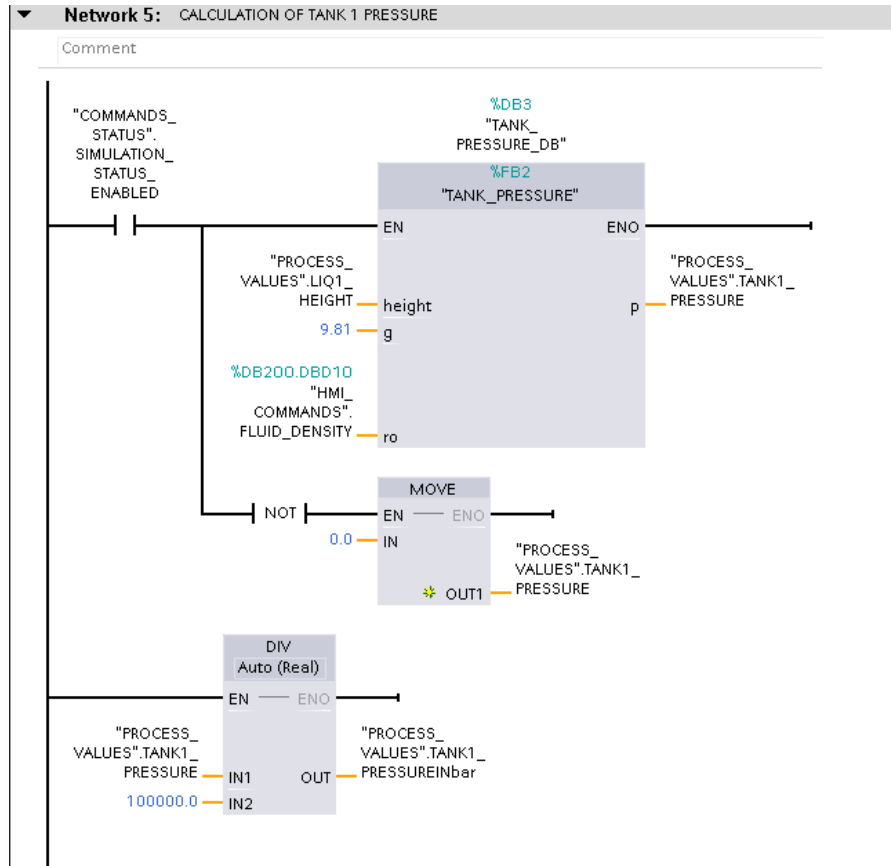 Network 5: CALCULATION OF TANK 1 PRESSURE
Comment
"COMMANDS_
STATUS".
SIMULATION_
STATUS_
ENABLED
%DB3
"TANK_
PRESSURE_DB"
%FB2
"TANK_PRESSURE"
EN
ENO
"PROCESS_
VALUES".LIQ1_
HEIGHT
height
9.81
g
%DB200.DBD10
"HMI_
COMMANDS".
FLUID_DENSITY
ro
p
"PROCESS_
VALUES".TANK1_
PRESSURE
NOT
MOVE
EN
ENO
0.0
IN
OUT1
"PROCESS_
VALUES".TANK1_
PRESSURE
DIV
Auto (Real)
EN
ENO
"PROCESS_
VALUES".TANK1_
PRESSURE
IN1
100000.0
IN2
OUT
"PROCESS_
VALUES".TANK1_
PRESSUREINbar